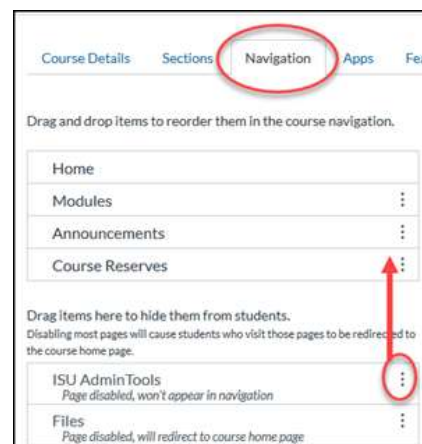 Course Details Sections Navigation Apps Fe
Drag and drop items to reorder them in the course navigation.
Home
Modules
Announcements
Course Reserves
Drag items here to hide them from students.
Disabling most pages will cause students who visit those pages to be redirected to
the course home page.
ISU AdminTools
Page disabled, won't appear in navigation
Files
Page disabled, will redirect to course home page